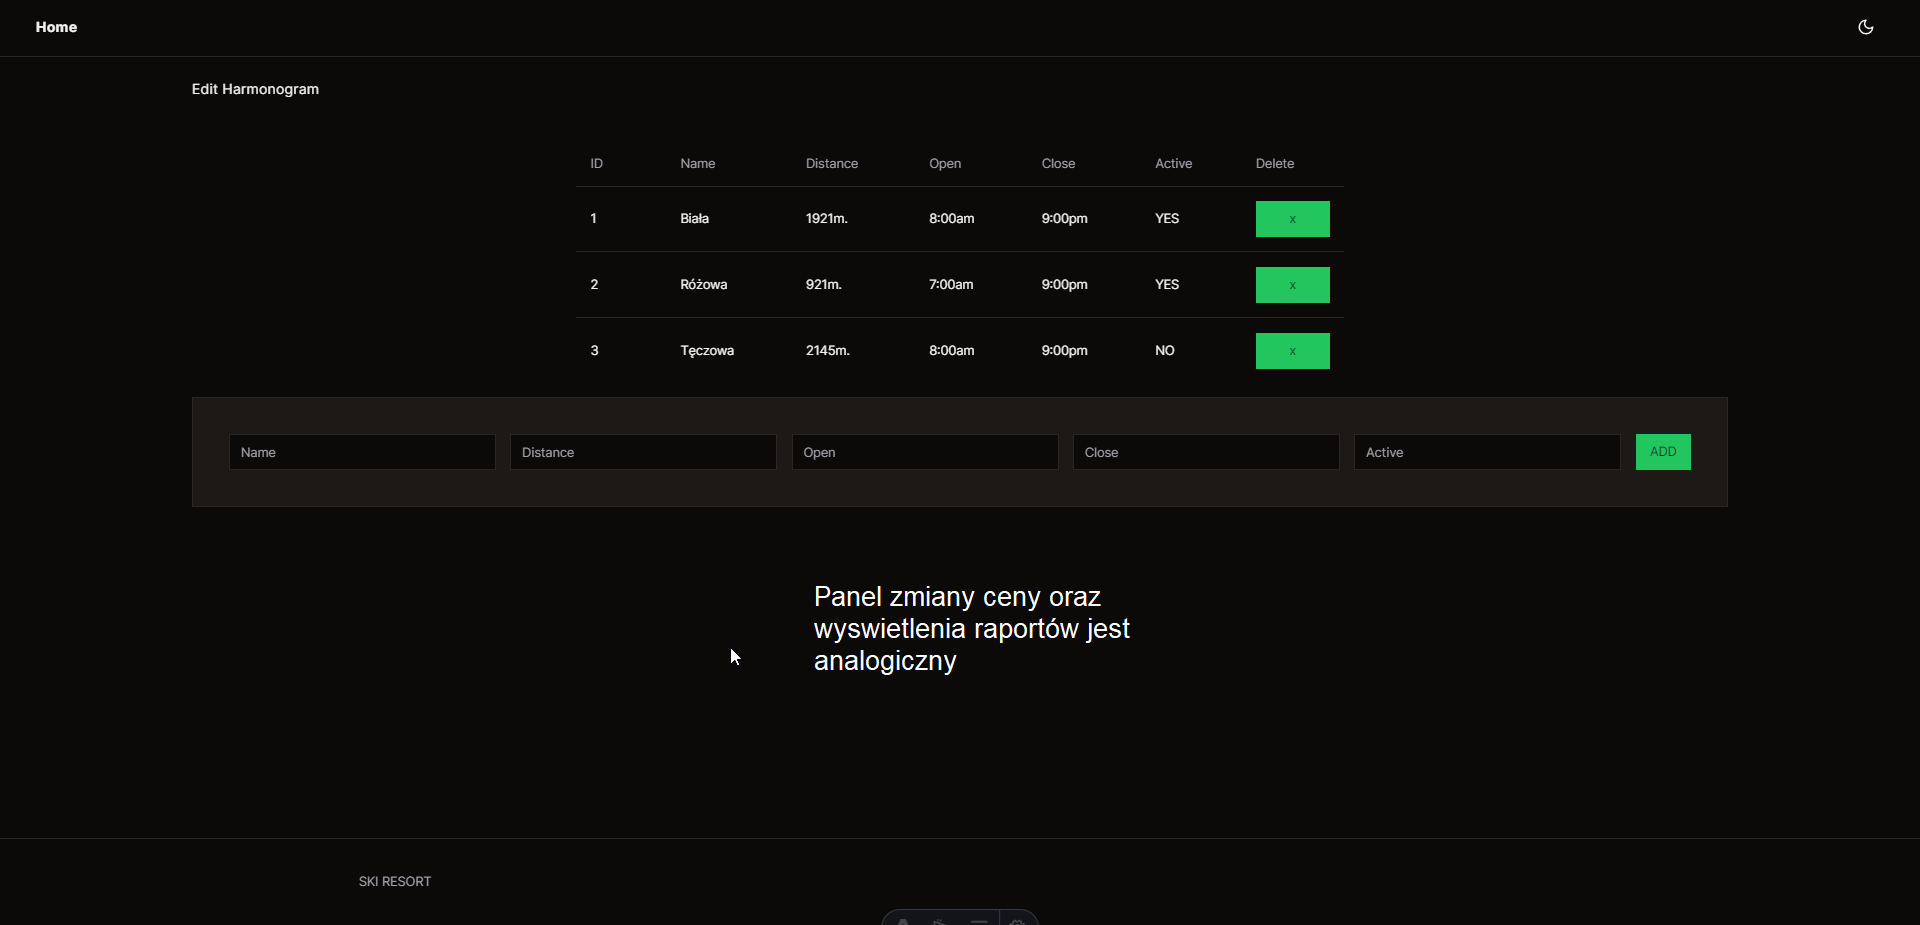 Home
Edit Harmonogram
ID Name Distance Open Close Active Delete
1 Biała 1921m. 8:00am 9:00pm YES x
2 Różowa 921m. 7:00am 9:00pm YES x
3 Tęczowa 2145m. 8:00am 9:00pm NO x
Name Distance Open Close Active ADD
Panel zmiany ceny oraz
wyswietlenia raportów jest
analogiczny
SKI RESORT